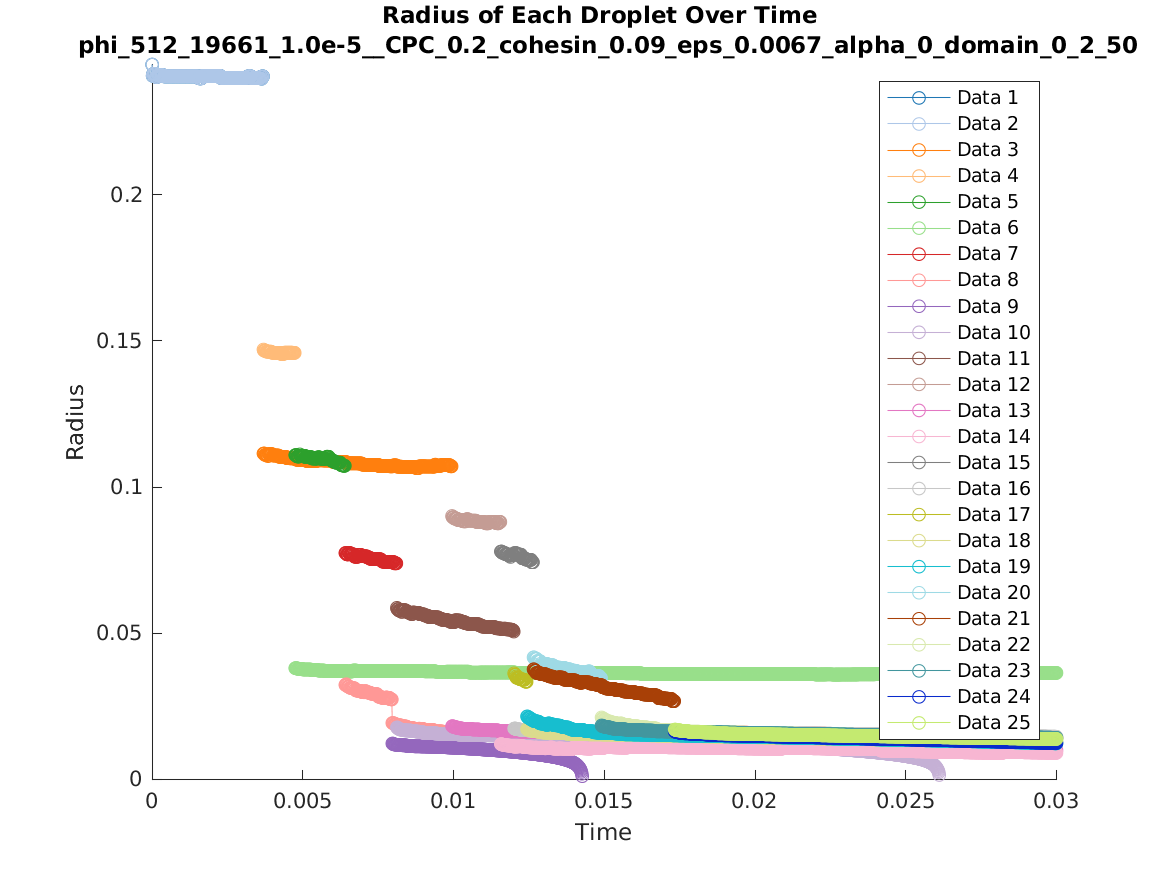 Radius of Each Droplet Over Time
phi_512_19661_1.0e-5__CPC_0.2_cohesin_0.09_eps_0.0067_alpha_0_domain_0_2_50
Data 1
Data 2
Data 3
Data 4
Data 5
Data 6
Data 7
Data 8
Data 9
Data 10
Data 11
Data 12
Data 13
Data 14
Data 15
Data 16
Data 17
Data 18
Data 19
Data 20
Data 21
Data 22
Data 23
Data 24
Data 25
0.2
0.15
0.1
0.05
0
Radius
0 0.005 0.01 0.015 0.02 0.025 0.03
Time